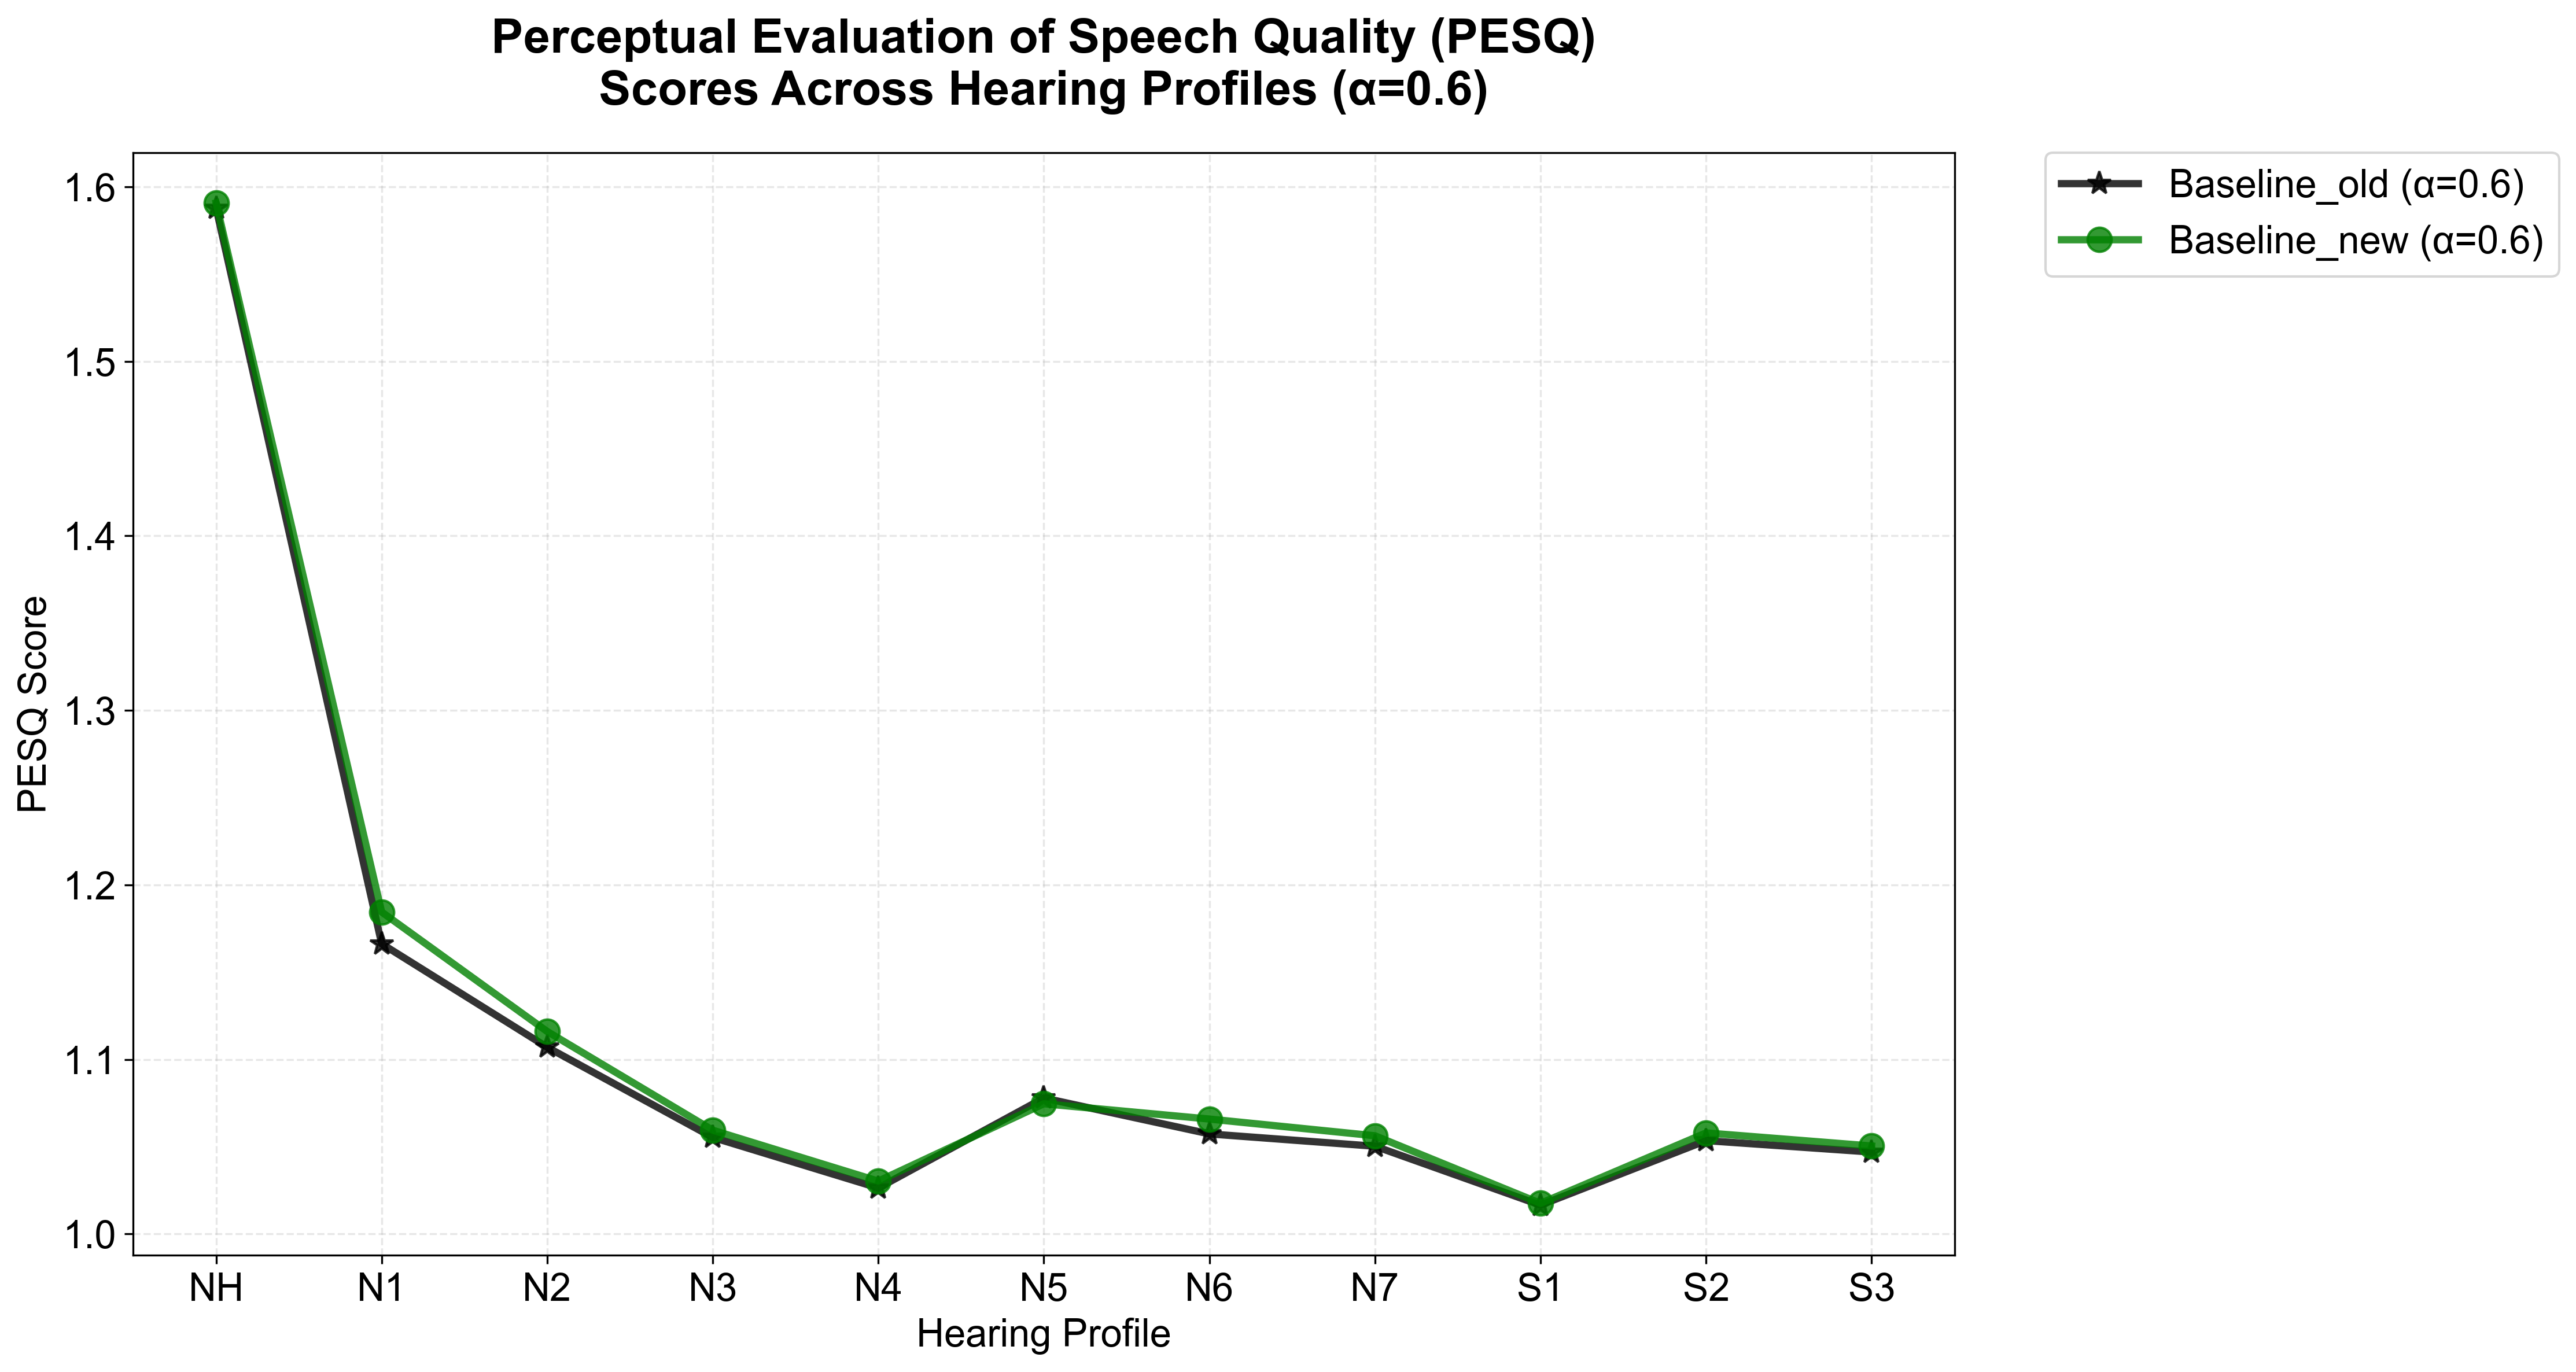 Perceptual Evaluation of Speech Quality (PESQ)
Scores Across Hearing Profiles (α=0.6)
Baseline_old (α=0.6)
Baseline_new (α=0.6)
PESQ Score
1.6
1.5
1.4
1.3
1.2
1.1
1.0
NH N1 N2 N3 N4 N5 N6 N7 S1 S2 S3
Hearing Profile